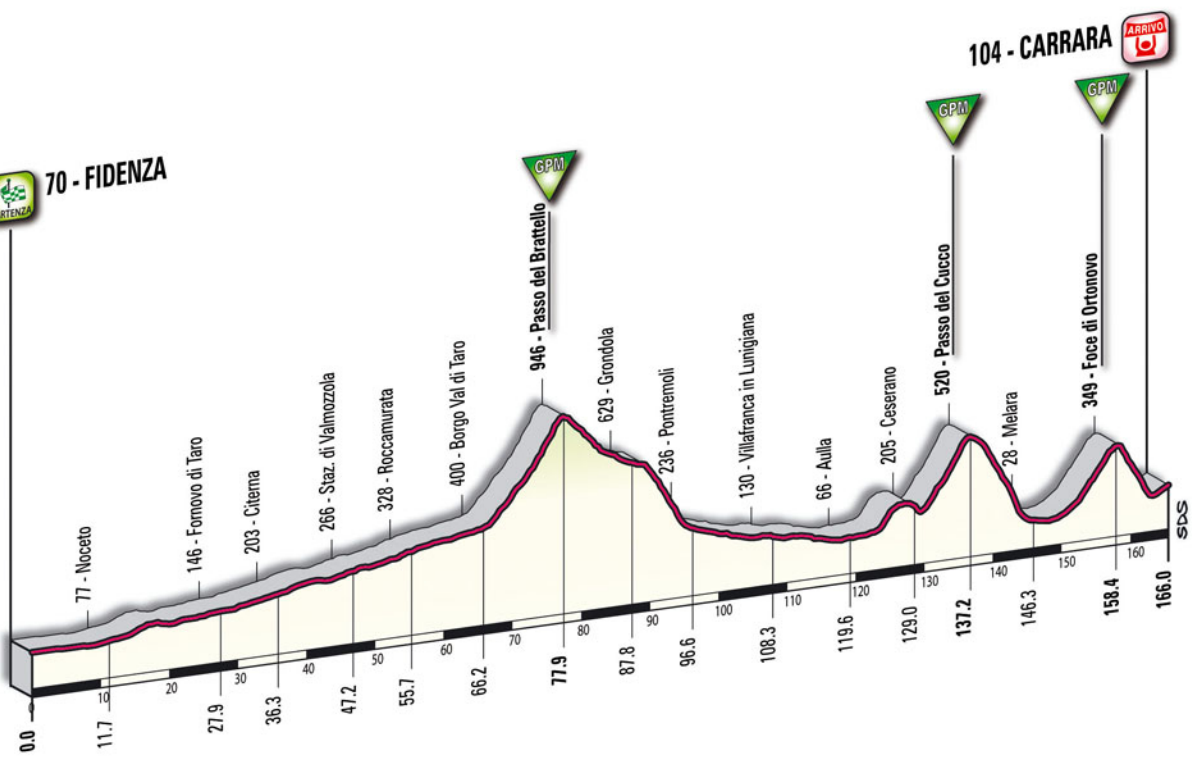 ARTENZA
70 - FIDENZA
77 - Noceto
146 - Fornovo di Taro
203 - Citerna
266 - Staz. di Valmozzola
328 - Roccamurata
400 - Borgo Val di Taro
GPM
946 - Passo del Brattello
629 - Grondola
236 - Pontremoli
130 - Villafranca in Lunigiana
66 - Aulla
205 - Ceserano
GPM
520 - Passo del Cucco
28 - Melara
GPM
349 - Foce di Ortonovo
104 - CARRARA
ARRIVO
SDS
0
10
20
30
40
50
60
70
80
90
100
110
120
130
140
150
160
0.0
11.7
27.9
36.3
47.2
55.7
66.2
77.9
87.8
96.6
108.3
119.6
129.0
137.2
146.3
158.4
166.0